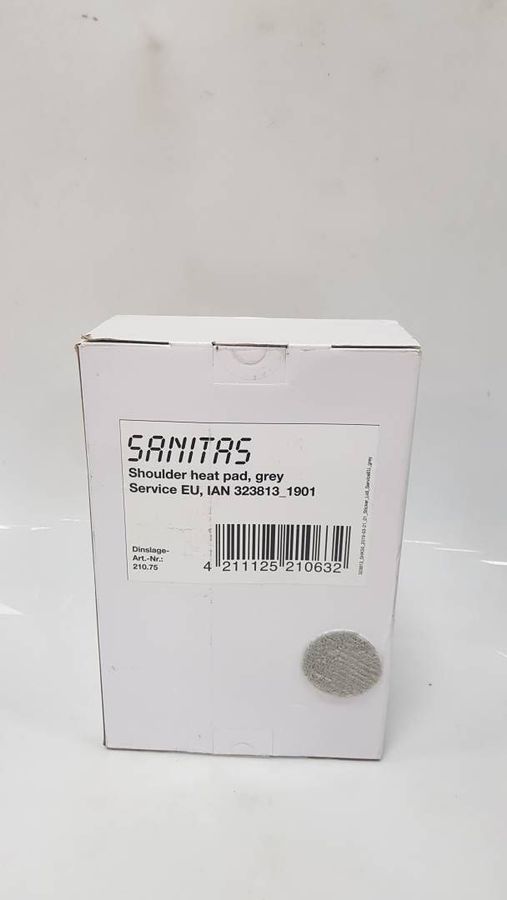 SANITAS
Shoulder heat pad, grey
Service EU, IAN 323813_1901
Dinslage-
Art.-Nr.:
210.75
4 211125 210632